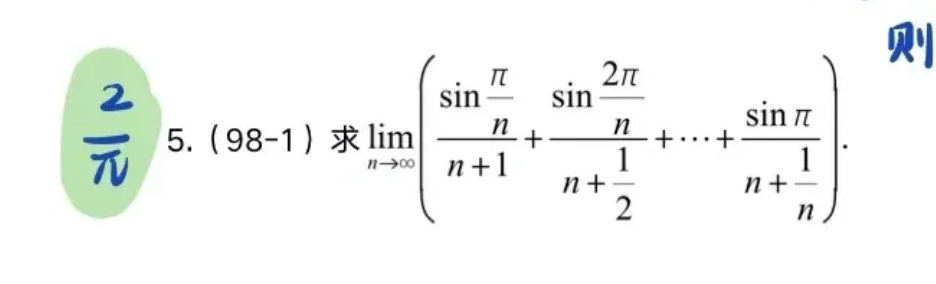 则
2/π
5.（98-1）求 lim_{n→∞} ( sin(π/n)/(n+1) + sin(2π/n)/(n+1/2) + ⋯ + sin π/(n+1/n) ).